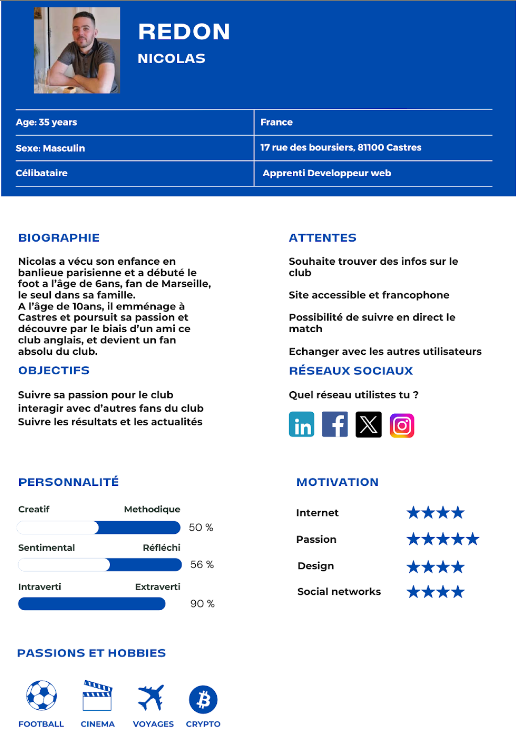 REDON
NICOLAS
Age: 35 years
France
Sexe: Masculin
17 rue des boursiers, 81100 Castres
Célibataire
Apprenti Developpeur web
BIOGRAPHIE
Nicolas a vécu son enfance en
banlieue parisienne et a débuté le
foot a l’âge de 6ans, fan de Marseille,
le seul dans sa famille.
A l’âge de 10ans, il emménage à
Castres et poursuit sa passion et
découvre par le biais d’un ami ce
club anglais, et devient un fan
absolu du club.
OBJECTIFS
Suivre sa passion pour le club
interagir avec d’autres fans du club
Suivre les résultats et les actualités
ATTENTES
Souhaite trouver des infos sur le
club
Site accessible et francophone
Possibilité de suivre en direct le
match
Echanger avec les autres utilisateurs
RÉSEAUX SOCIAUX
Quel réseau utilistes tu ?
in
f
X
PERSONNALITÉ
Creatif
Methodique
50 %
Sentimental
Réfléchi
56 %
Intraverti
Extraverti
90 %
MOTIVATION
Internet
Passion
Design
Social networks
PASSIONS ET HOBBIES
FOOTBALL
CINEMA
VOYAGES
CRYPTO